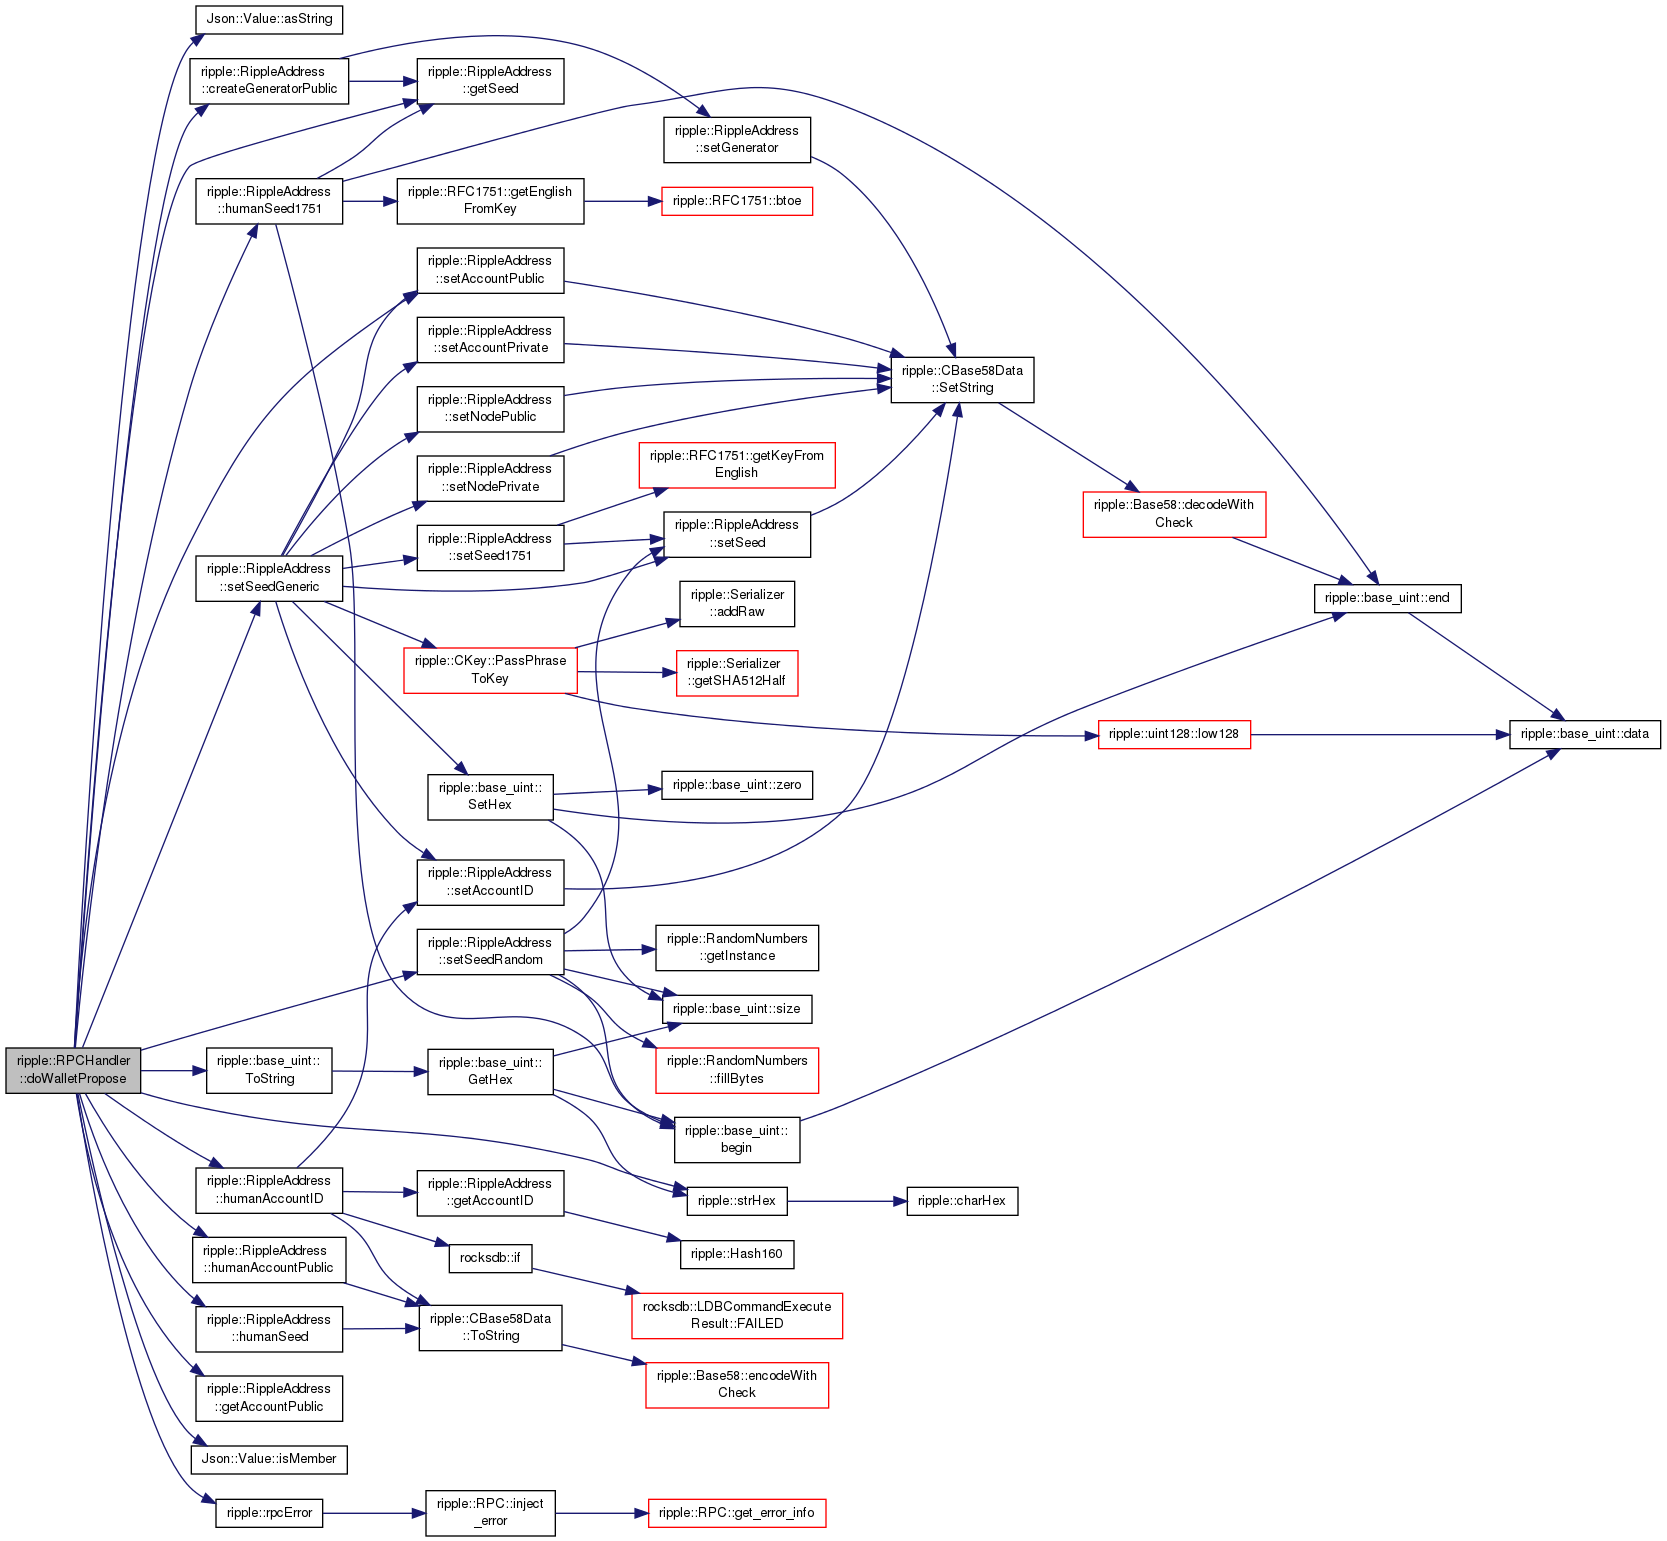 Json::Value::asString
ripple::RippleAddress
::createGeneratorPublic
ripple::RippleAddress
::getSeed
ripple::RippleAddress
::setGenerator
ripple::RippleAddress
::humanSeed1751
ripple::RFC1751::getEnglish
FromKey
ripple::RFC1751::btoe
ripple::RippleAddress
::setAccountPublic
ripple::RippleAddress
::setAccountPrivate
ripple::CBase58Data
::SetString
ripple::RippleAddress
::setNodePublic
ripple::RippleAddress
::setNodePrivate
ripple::RFC1751::getKeyFrom
English
ripple::Base58::decodeWith
Check
ripple::RippleAddress
::setSeed1751
ripple::RippleAddress
::setSeed
ripple::RippleAddress
::setSeedGeneric
ripple::Serializer
::addRaw
ripple::base_uint::end
ripple::CKey::PassPhrase
ToKey
ripple::Serializer
::getSHA512Half
ripple::uint128::low128
ripple::base_uint::data
ripple::base_uint::
SetHex
ripple::base_uint::zero
ripple::RippleAddress
::setAccountID
ripple::RippleAddress
::setSeedRandom
ripple::RandomNumbers
::getInstance
ripple::base_uint::size
ripple::RPCHandler
::doWalletPropose
ripple::base_uint::
ToString
ripple::base_uint::
GetHex
ripple::RandomNumbers
::fillBytes
ripple::base_uint::
begin
ripple::RippleAddress
::humanAccountID
ripple::RippleAddress
::getAccountID
ripple::strHex
ripple::charHex
ripple::RippleAddress
::humanAccountPublic
rocksdb::if
ripple::Hash160
ripple::RippleAddress
::humanSeed
ripple::CBase58Data
::ToString
rocksdb::LDBCommandExecute
Result::FAILED
ripple::Base58::encodeWith
Check
ripple::RippleAddress
::getAccountPublic
Json::Value::isMember
ripple::rpcError
ripple::RPC::inject
_error
ripple::RPC::get_error_info